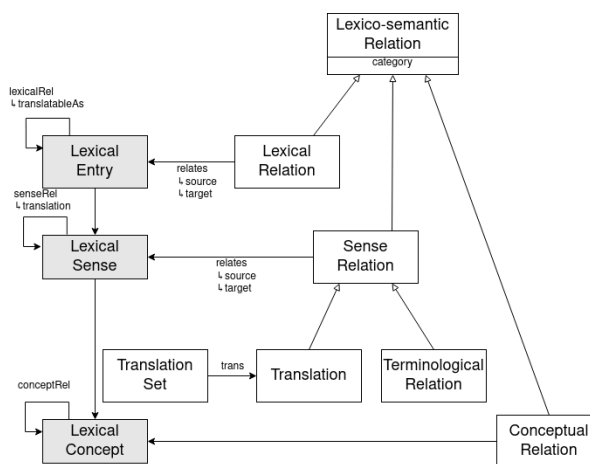 Lexico-semantic
Relation
category
lexicalRel
↳ translatableAs
Lexical
Entry
relates
↳ source
↳ target
Lexical
Relation
senseRel
↳ translation
Lexical
Sense
relates
↳ source
↳ target
Sense
Relation
Translation
Set
trans
Translation
Terminological
Relation
conceptRel
Lexical
Concept
Conceptual
Relation